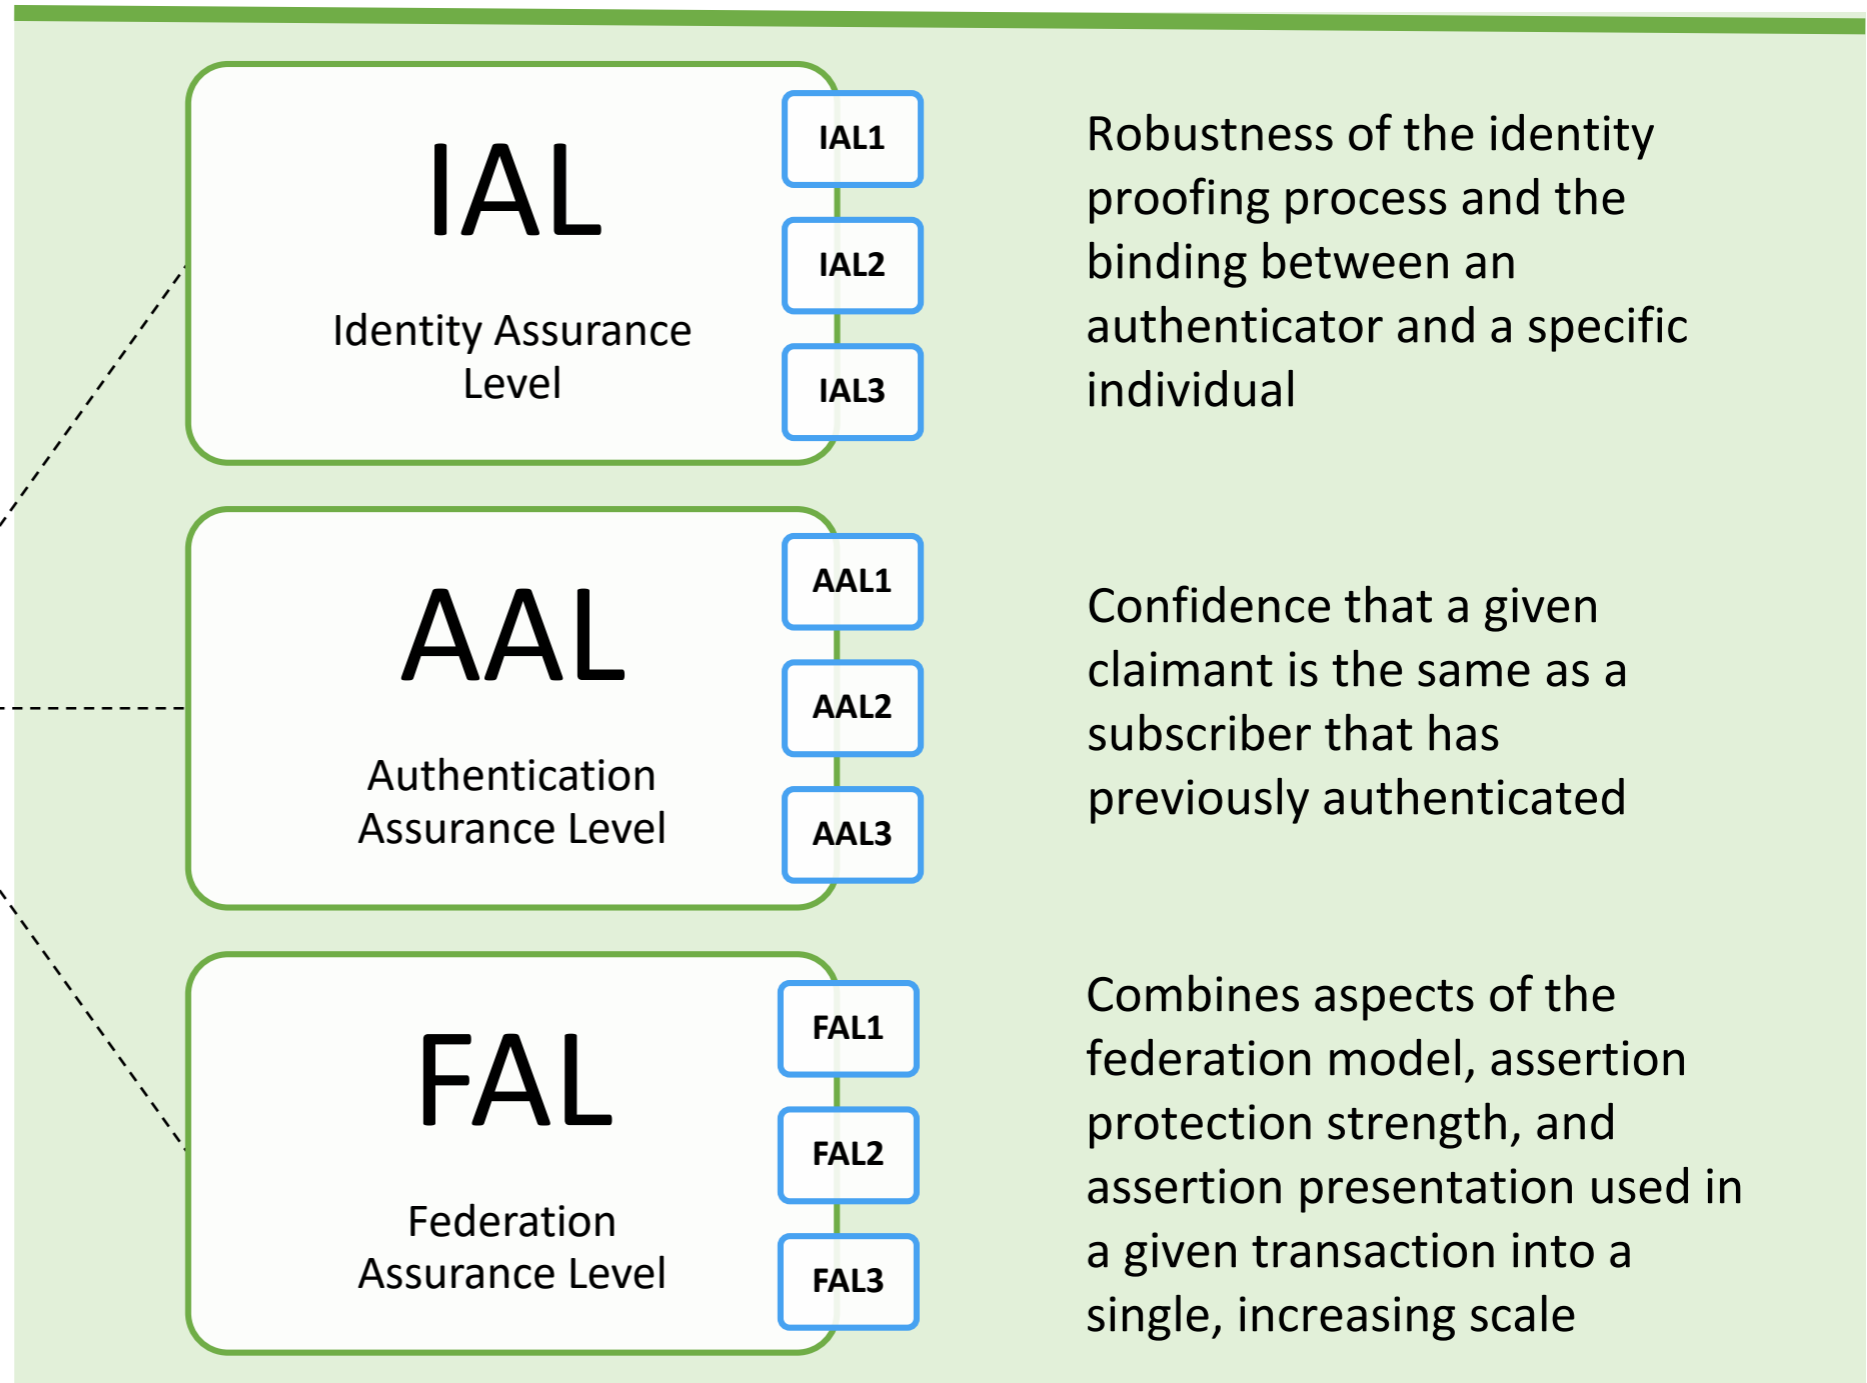 IAL
Identity Assurance
Level
IAL1
IAL2
IAL3
Robustness of the identity
proofing process and the
binding between an
authenticator and a specific
individual
AAL
Authentication
Assurance Level
AAL1
AAL2
AAL3
Confidence that a given
claimant is the same as a
subscriber that has
previously authenticated
FAL
Federation
Assurance Level
FAL1
FAL2
FAL3
Combines aspects of the
federation model, assertion
protection strength, and
assertion presentation used in
a given transaction into a
single, increasing scale